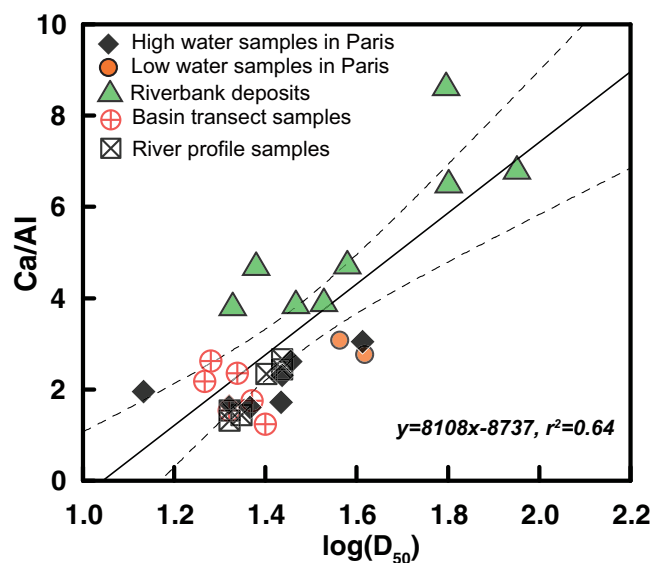 10
8
6
4
2
0
Ca/Al
High water samples in Paris
Low water samples in Paris
Riverbank deposits
Basin transect samples
River profile samples
y=8108x-8737, r²=0.64
1.0 1.2 1.4 1.6 1.8 2.0 2.2
log(D₅₀)